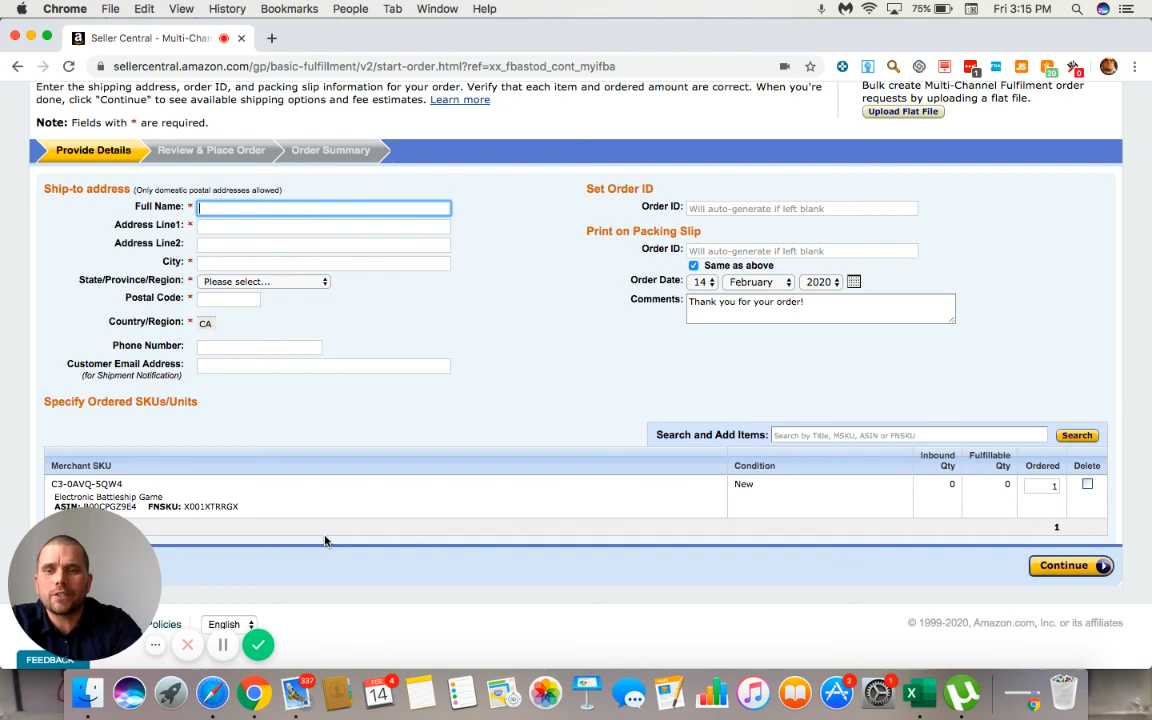 Chrome File Edit View History Bookmarks People Tab Window Help 75% Fri 3:15 PM
Seller Central - Multi-Chan
sellercentral.amazon.com/gp/basic-fulfillment/v2/start-order.html?ref=xx_fbastod_cont_myifba
1 20 0
Enter the shipping address, order ID, and packing slip information for your order. Verify that each item and ordered amount are correct. When you're
done, click "Continue" to see available shipping options and fee estimates. Learn more
Bulk create Multi-Channel Fulfilment order
requests by uploading a flat file.
Upload Flat File
Note: Fields with * are required.
Provide Details Review & Place Order Order Summary
Ship-to address (Only domestic postal addresses allowed)
Full Name: *
Address Line1: *
Address Line2:
City: *
State/Province/Region: * Please select...
Postal Code: *
Country/Region: * CA
Phone Number:
Customer Email Address:
(for Shipment Notification)
Set Order ID
Order ID: Will auto-generate if left blank
Print on Packing Slip
Order ID: Will auto-generate if left blank
Same as above
Order Date: 14 February 2020
Comments: Thank you for your order!
Specify Ordered SKUs/Units
Search and Add Items: Search by Title, MSKU, ASIN or FNSKU Search
Merchant SKU Condition Inbound Qty Fulfillable Qty Ordered Delete
C3-0AVQ-5QW4 New 0 0 1
Electronic Battleship Game
ASIN: B00CPGZ9E4 FNSKU: X001XTRRGX
1
Continue
Policies English © 1999-2020, Amazon.com, Inc. or its affiliates
FEEDBACK
337 FEB 14 4 2 1